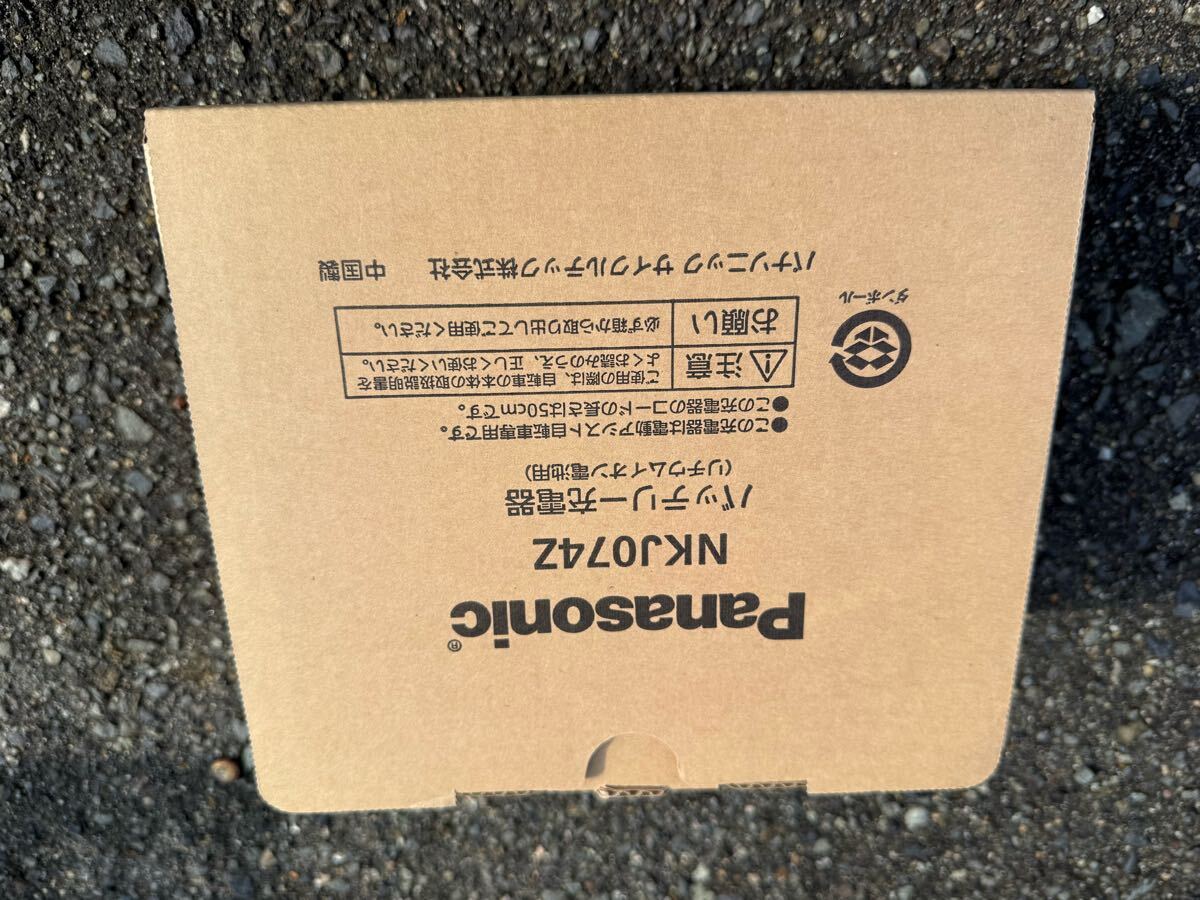 Panasonic®
NKJ074Z
バッテリー充電器
(リチウムイオン電池用)
●この充電器は電動アシスト自転車専用です。
●この充電器のコードの長さは50cmです。
注意
ご使用の際は、自転車の本体の取扱説明書を
よくお読みのうえ、正しくお使いください。
お願い
必ず箱から取り出してご使用ください。
ダンボール
パナソニック サイクルテック株式会社 中国製